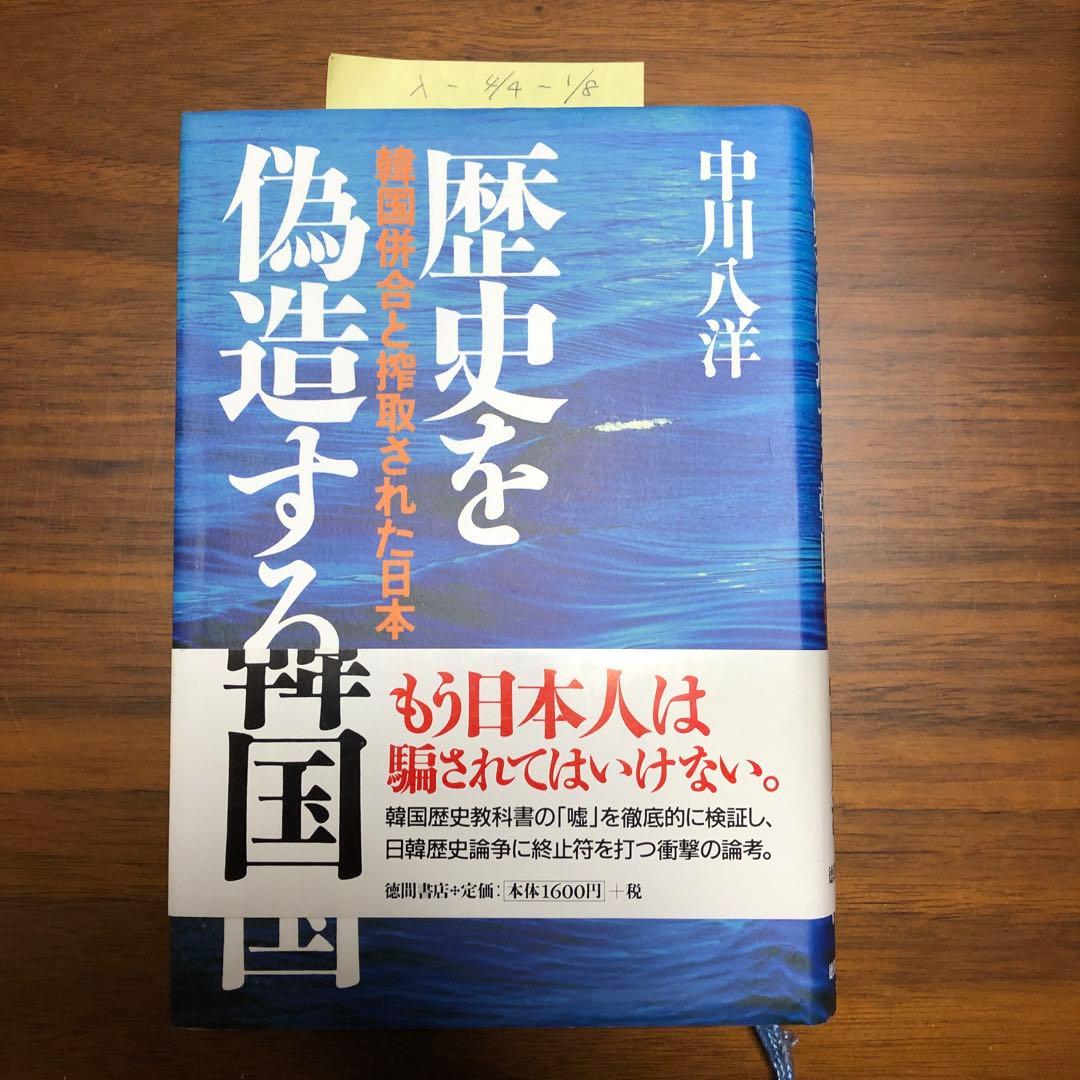 λ - 4/4 - 1/8
中川八洋
歴史を
韓国併合と搾取された日本
偽造する韓国
もう日本人は
騙されてはいけない。
韓国歴史教科書の「嘘」を徹底的に検証し、
日韓歴史論争に終止符を打つ衝撃の論考。
徳間書店+定価:本体1600円+税